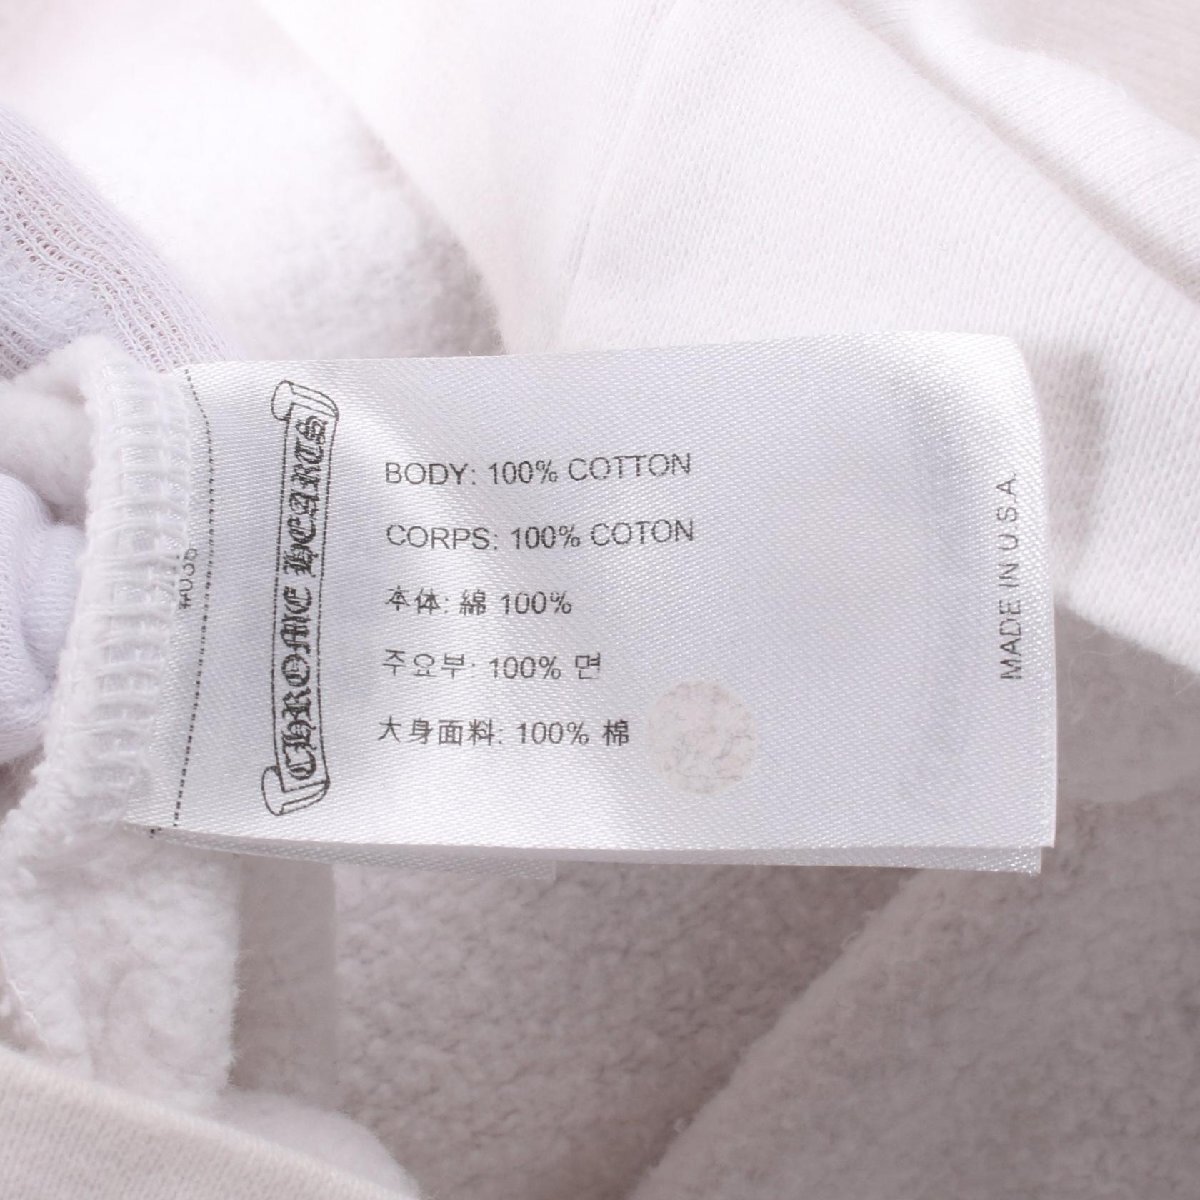 CHROME HEARTS
BODY: 100% COTTON
CORPS: 100% COTON
本体: 綿 100%
주요부: 100% 면
大身面料: 100% 棉
MADE IN U.S.A.